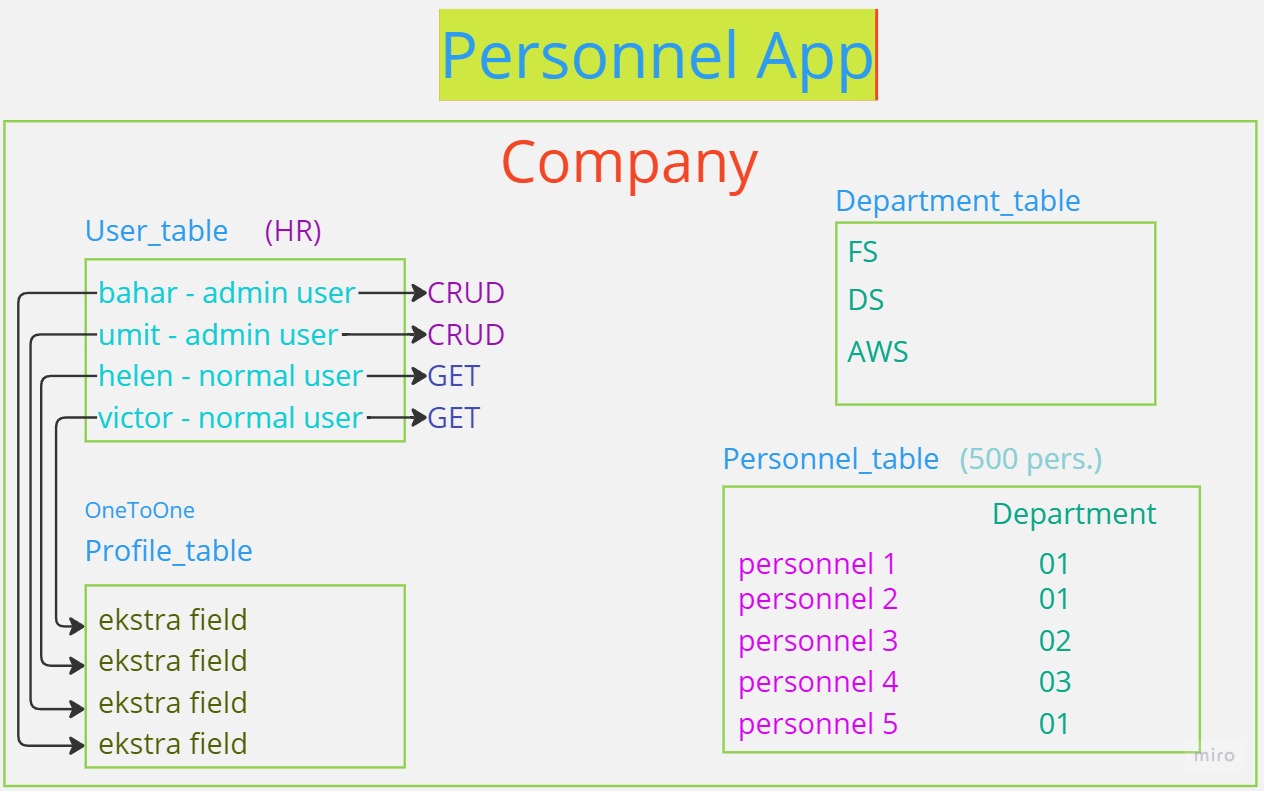 Personnel App
Company
User_table (HR)
bahar - admin user CRUD
umit - admin user CRUD
helen - normal user GET
victor - normal user GET
OneToOne
Profile_table
ekstra field
ekstra field
ekstra field
ekstra field
Department_table
FS
DS
AWS
Personnel_table (500 pers.)
Department
personnel 1 01
personnel 2 01
personnel 3 02
personnel 4 03
personnel 5 01
miro